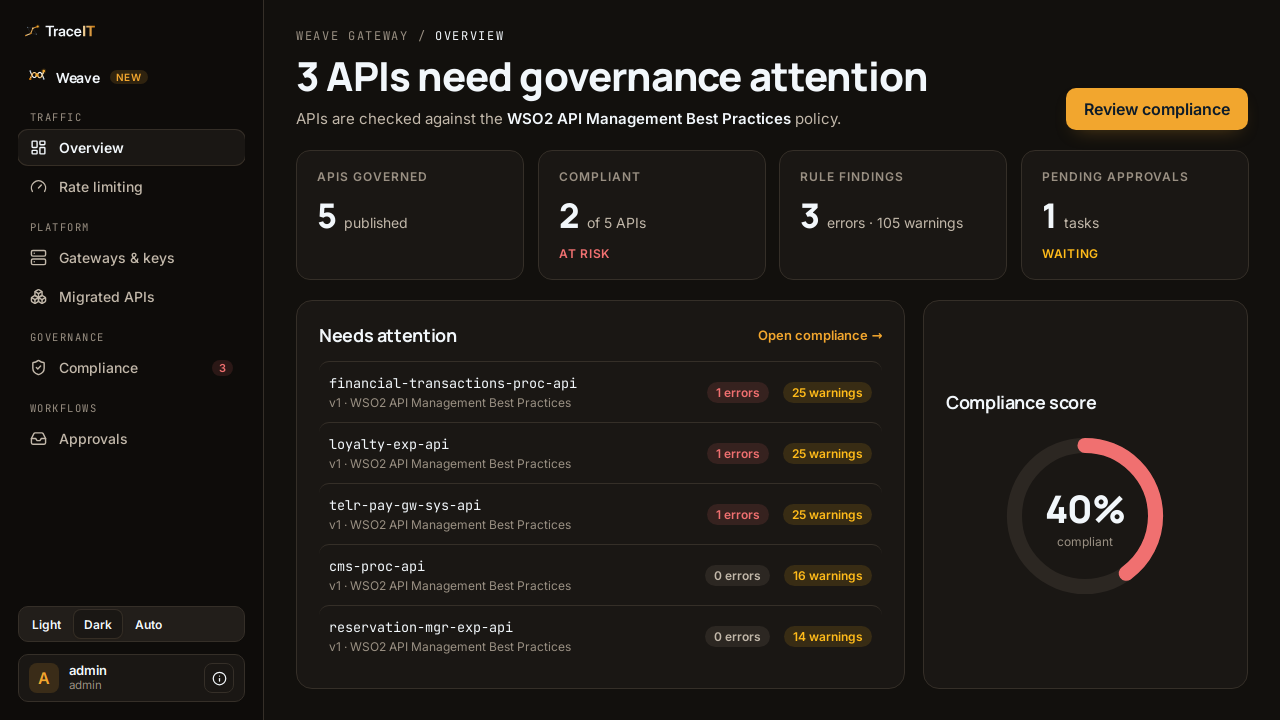 TraceIT
Weave NEW
TRAFFIC
Overview
Rate limiting
PLATFORM
Gateways & keys
Migrated APIs
GOVERNANCE
Compliance 3
WORKFLOWS
Approvals
Light Dark Auto
A admin
admin
WEAVE GATEWAY / OVERVIEW
3 APIs need governance attention
APIs are checked against the WSO2 API Management Best Practices policy.
Review compliance
APIS GOVERNED
5 published
COMPLIANT
2 of 5 APIs
AT RISK
RULE FINDINGS
3 errors · 105 warnings
PENDING APPROVALS
1 tasks
WAITING
Needs attention Open compliance →
financial-transactions-proc-api
v1 · WSO2 API Management Best Practices
1 errors 25 warnings
loyalty-exp-api
v1 · WSO2 API Management Best Practices
1 errors 25 warnings
telr-pay-gw-sys-api
v1 · WSO2 API Management Best Practices
1 errors 25 warnings
cms-proc-api
v1 · WSO2 API Management Best Practices
0 errors 16 warnings
reservation-mgr-exp-api
v1 · WSO2 API Management Best Practices
0 errors 14 warnings
Compliance score
40%
compliant